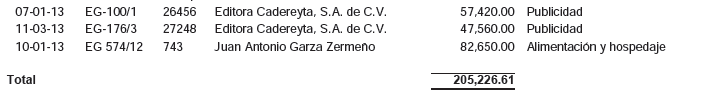 07-01-13 EG-100/1 26456 Editora Cadereyta, S.A. de C.V. 57,420.00 Publicidad
11-03-13 EG-176/3 27248 Editora Cadereyta, S.A. de C.V. 47,560.00 Publicidad
10-01-13 EG 574/12 743 Juan Antonio Garza Zermeño 82,650.00 Alimentación y hospedaje
Total 205,226.61